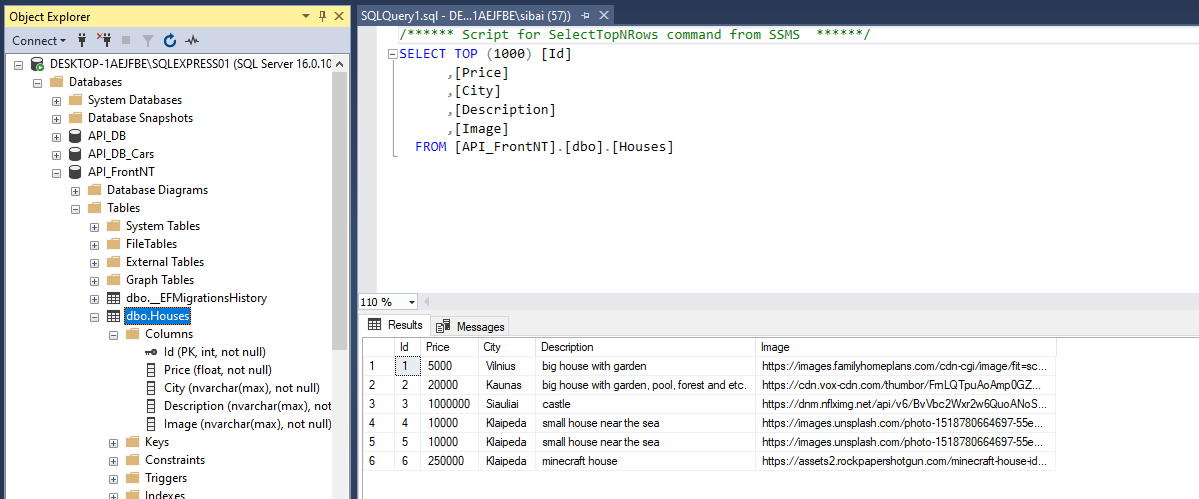 Object Explorer
Connect
DESKTOP-1AEJFBE\SQLEXPRESS01 (SQL Server 16.0.10
Databases
System Databases
Database Snapshots
API_DB
API_DB_Cars
API_FrontNT
Database Diagrams
Tables
System Tables
FileTables
External Tables
Graph Tables
dbo.__EFMigrationsHistory
dbo.Houses
Columns
Id (PK, int, not null)
Price (float, not null)
City (nvarchar(max), not null)
Description (nvarchar(max), not
Image (nvarchar(max), not null)
Keys
Constraints
Triggers
Indexes
SQLQuery1.sql - DE...1AEJFBE\sibai (57))
/****** Script for SelectTopNRows command from SSMS  ******/
SELECT TOP (1000) [Id]
,[Price]
,[City]
,[Description]
,[Image]
FROM [API_FrontNT].[dbo].[Houses]
110 %
Results Messages
Id Price City Description Image
1 1 5000 Vilnius big house with garden https://images.familyhomeplans.com/cdn-cgi/image/fit=sc...
2 2 20000 Kaunas big house with garden, pool, forest and etc. https://cdn.vox-cdn.com/thumbor/FmLQTpuAoAmp0GZ...
3 3 1000000 Siauliai castle https://dnm.nflximg.net/api/v6/BvVbc2Wxr2w6QuoANoS...
4 4 10000 Klaipeda small house near the sea https://images.unsplash.com/photo-1518780664697-55e...
5 5 10000 Klaipeda small house near the sea https://images.unsplash.com/photo-1518780664697-55e...
6 6 250000 Klaipeda minecraft house https://assets2.rockpapershotgun.com/minecraft-house-id...